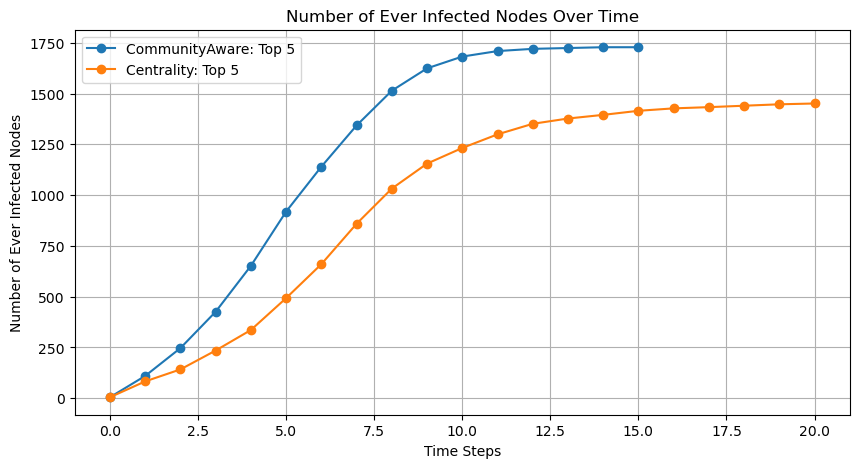 Number of Ever Infected Nodes Over Time
CommunityAware: Top 5
Centrality: Top 5
Number of Ever Infected Nodes
1750
1500
1250
1000
750
500
250
0
0.0 2.5 5.0 7.5 10.0 12.5 15.0 17.5 20.0
Time Steps